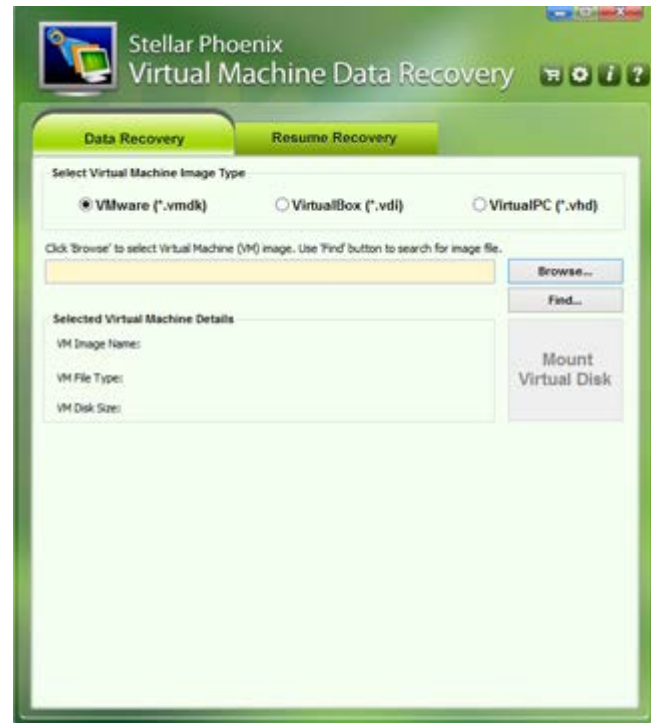 Stellar Phoenix
Virtual Machine Data Recovery
Data Recovery
Resume Recovery
Select Virtual Machine Image Type
VMware (*.vmdk)
VirtualBox (*.vdi)
VirtualPC (*.vhd)
Click 'Browse' to select Virtual Machine (VM) image. Use 'Find' button to search for image file.
Browse...
Find...
Selected Virtual Machine Details
VM Image Name:
VM File Type:
VM Disk Size:
Mount
Virtual Disk